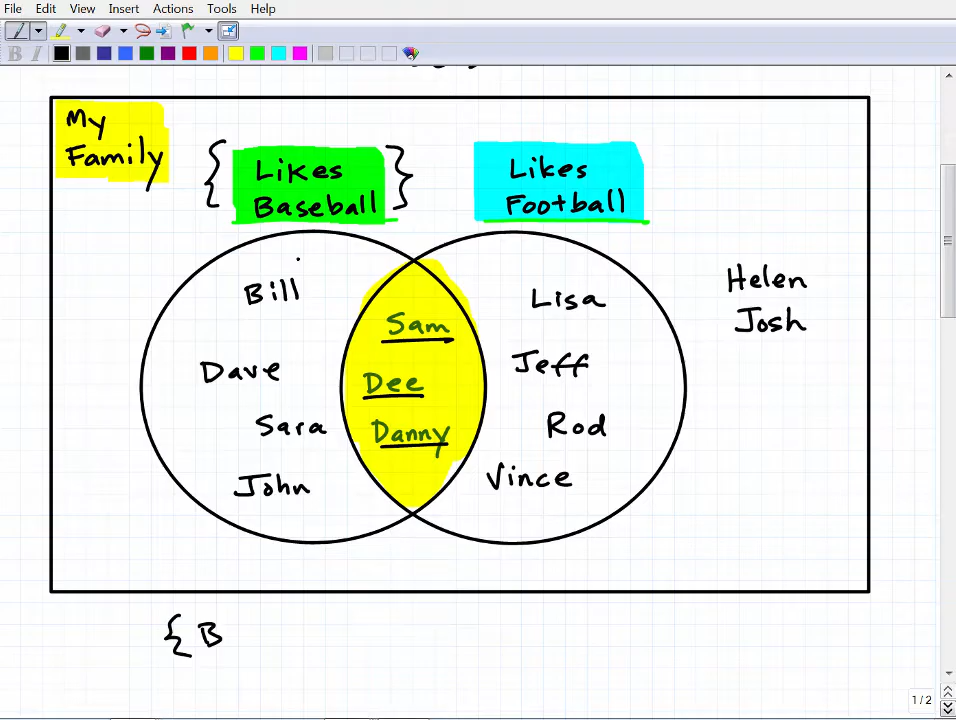 File Edit View Insert Actions Tools Help
B I
My
Family
{ Likes
Baseball }
Likes
Football
Bill
Dave
Sara
John
Sam
Dee
Danny
Lisa
Jeff
Rod
Vince
Helen
Josh
{ B
1 / 2